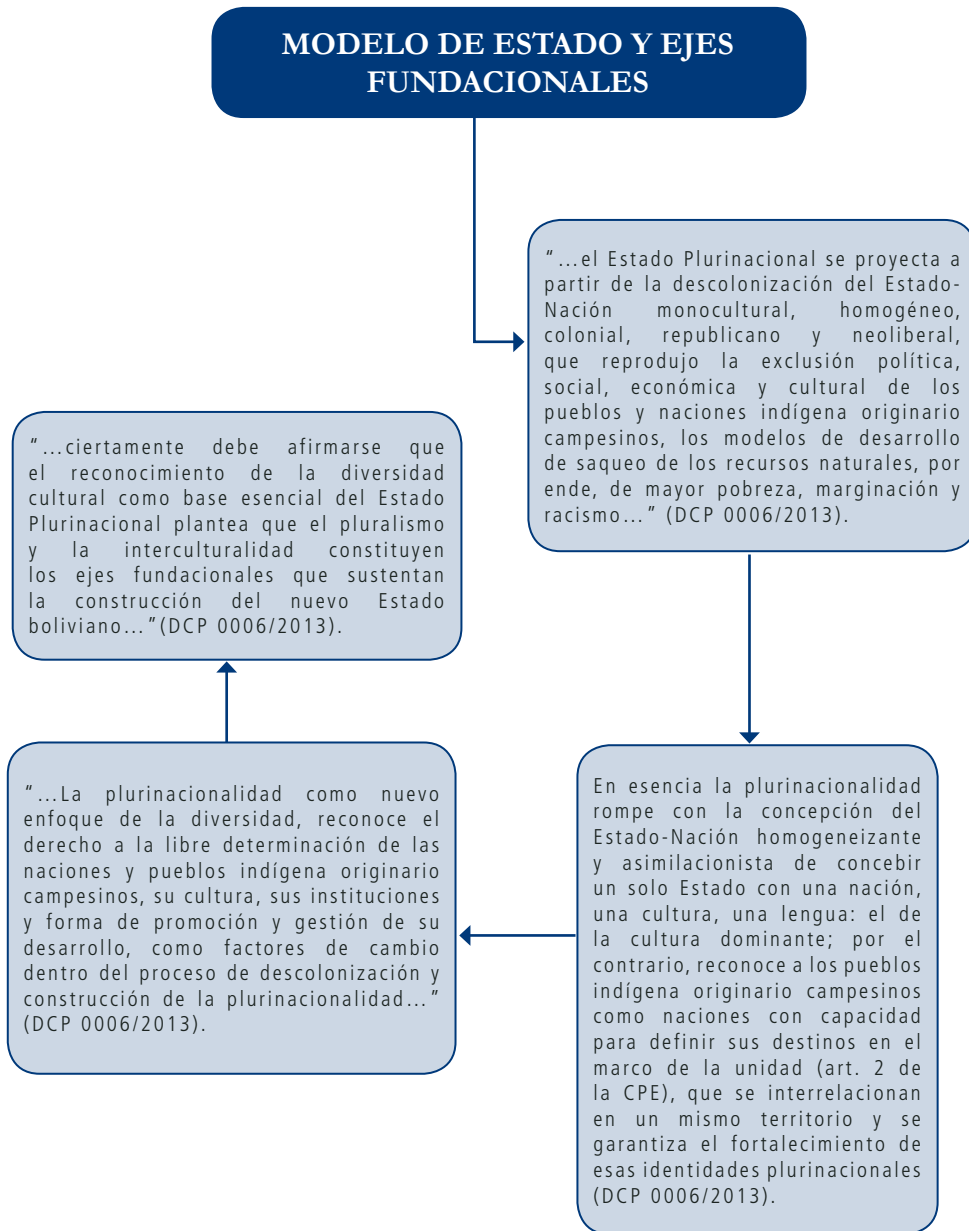 MODELO DE ESTADO Y EJES
FUNDACIONALES
“...el Estado Plurinacional se proyecta a
partir de la descolonización del Estado-
Nación monocultural, homogéneo,
colonial, republicano y neoliberal,
que reprodujo la exclusión política,
social, económica y cultural de los
pueblos y naciones indígena originario
campesinos, los modelos de desarrollo
de saqueo de los recursos naturales, por
ende, de mayor pobreza, marginación y
racismo...” (DCP 0006/2013).
En esencia la plurinacionalidad
rompe con la concepción del
Estado-Nación homogeneizante
y asimilacionista de concebir
un solo Estado con una nación,
una cultura, una lengua: el de
la cultura dominante; por el
contrario, reconoce a los pueblos
indígena originario campesinos
como naciones con capacidad
para definir sus destinos en el
marco de la unidad (art. 2 de
la CPE), que se interrelacionan
en un mismo territorio y se
garantiza el fortalecimiento de
esas identidades plurinacionales
(DCP 0006/2013).
“...La plurinacionalidad como nuevo
enfoque de la diversidad, reconoce el
derecho a la libre determinación de las
naciones y pueblos indígena originario
campesinos, su cultura, sus instituciones
y forma de promoción y gestión de su
desarrollo, como factores de cambio
dentro del proceso de descolonización y
construcción de la plurinacionalidad...”
(DCP 0006/2013).
“...ciertamente debe afirmarse que
el reconocimiento de la diversidad
cultural como base esencial del Estado
Plurinacional plantea que el pluralismo
y la interculturalidad constituyen
los ejes fundacionales que sustentan
la construcción del nuevo Estado
boliviano...”(DCP 0006/2013).